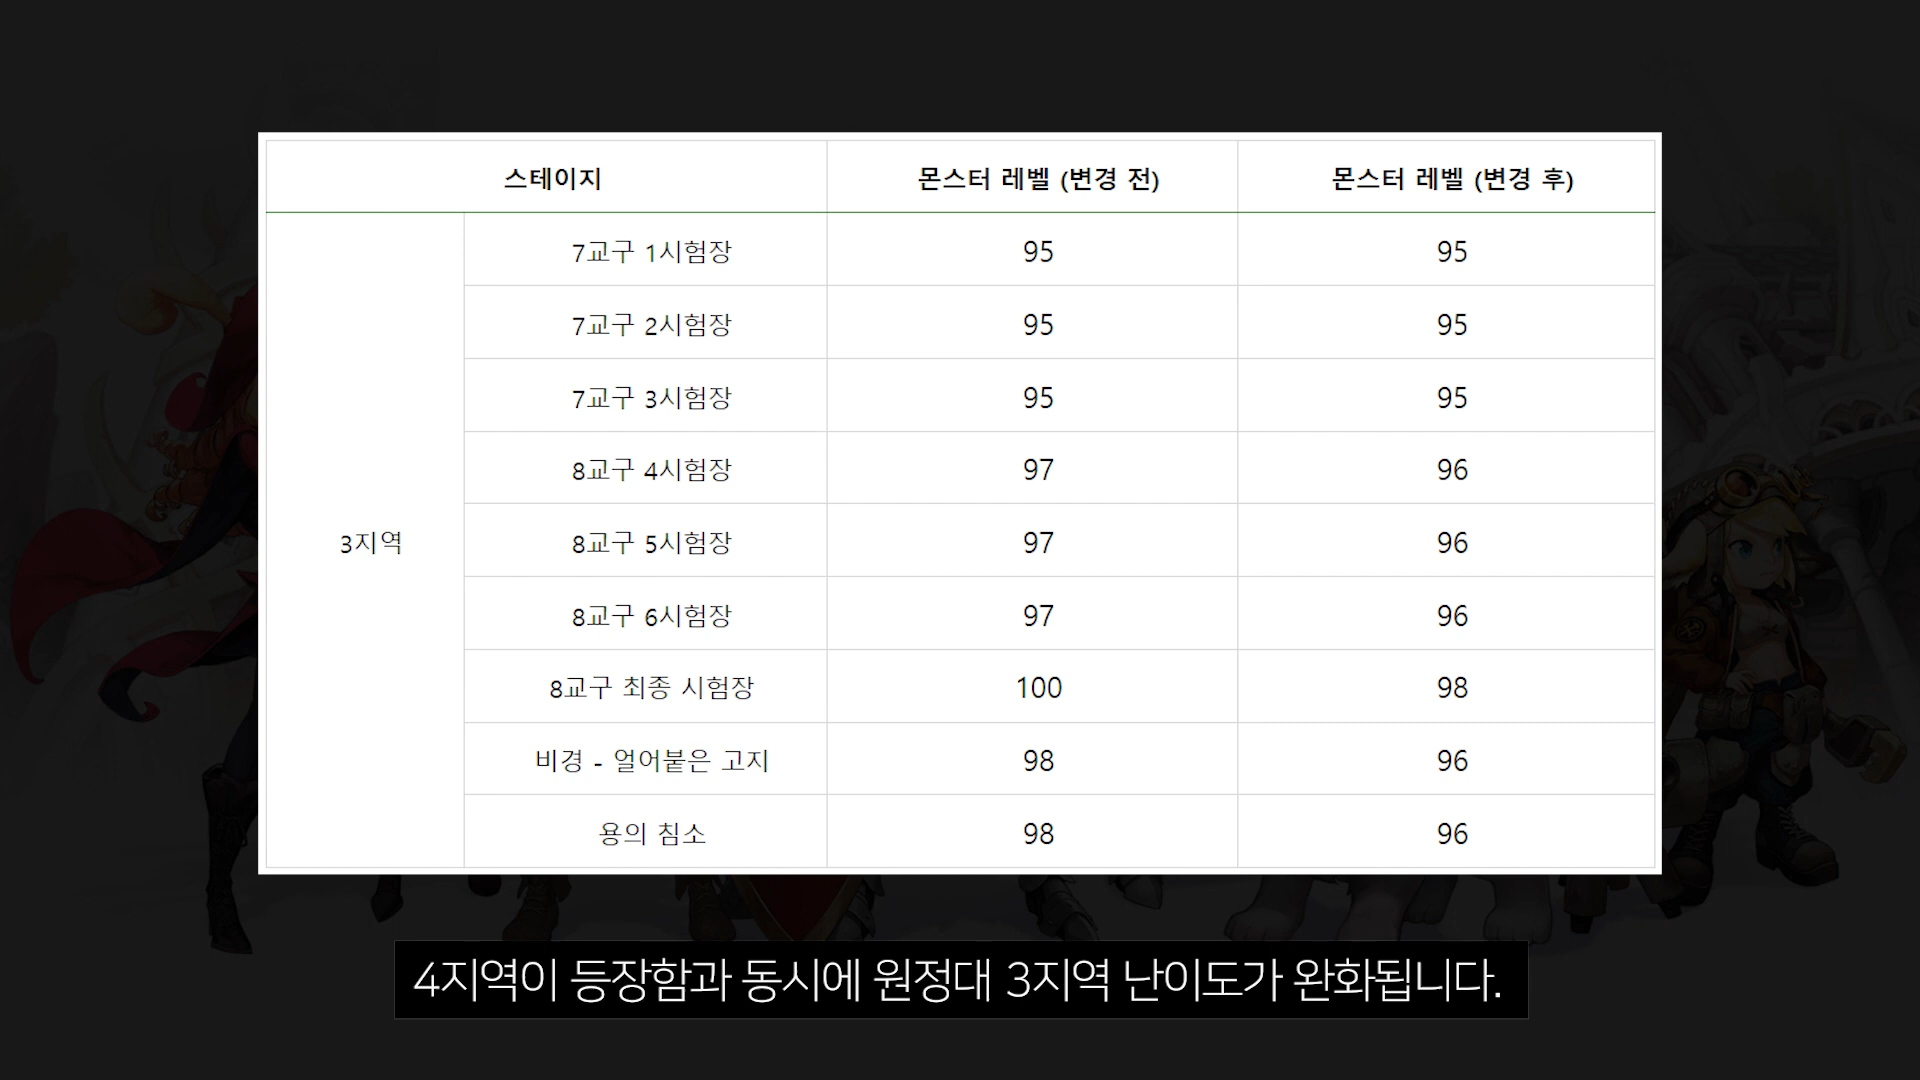 스테이지 몬스터 레벨 (변경 전) 몬스터 레벨 (변경 후)
7교구 1시험장 95 95
7교구 2시험장 95 95
7교구 3시험장 95 95
8교구 4시험장 97 96
3지역 8교구 5시험장 97 96
8교구 6시험장 97 96
8교구 최종 시험장 100 98
비경 - 얼어붙은 고지 98 96
용의 침소 98 96
4지역이 등장함과 동시에 원정대 3지역 난이도가 완화됩니다.